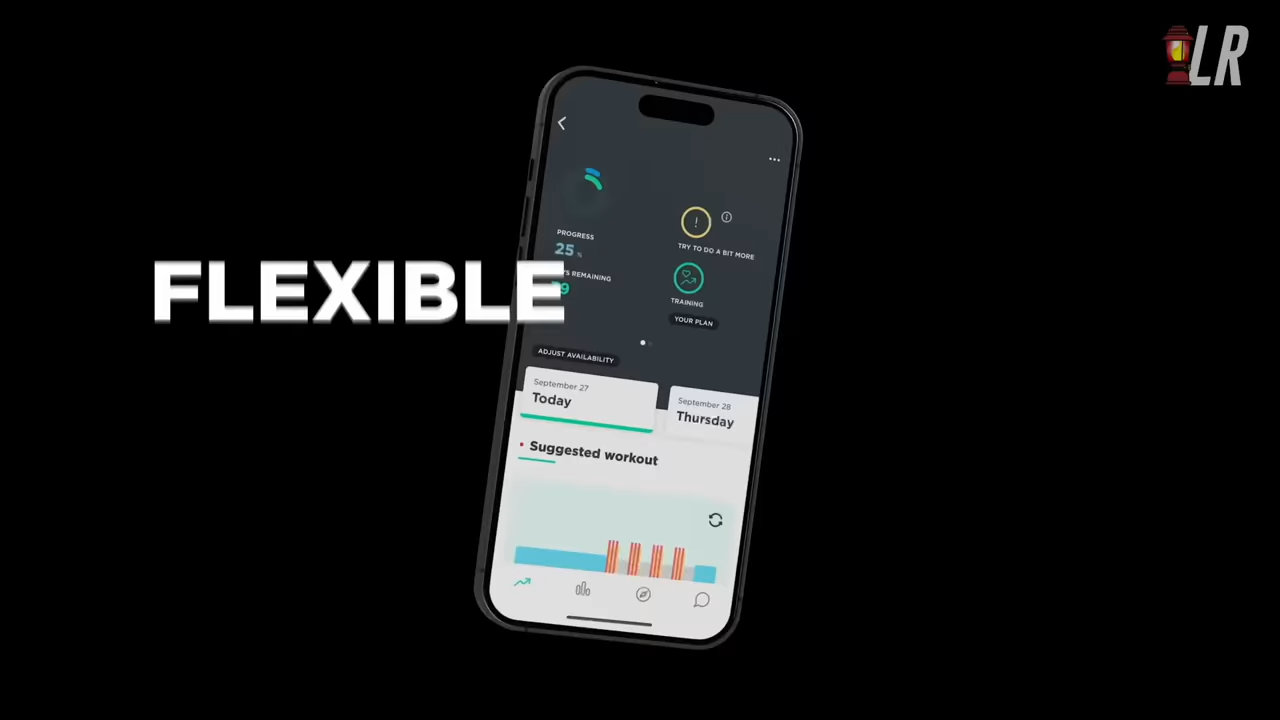 LR
PROGRESS
25 %
TRY TO DO A BIT MORE
REMAINING
9
TRAINING
YOUR PLAN
FLEXIBLE
ADJUST AVAILABILITY
September 27
Today
September 28
Thursday
Suggested workout